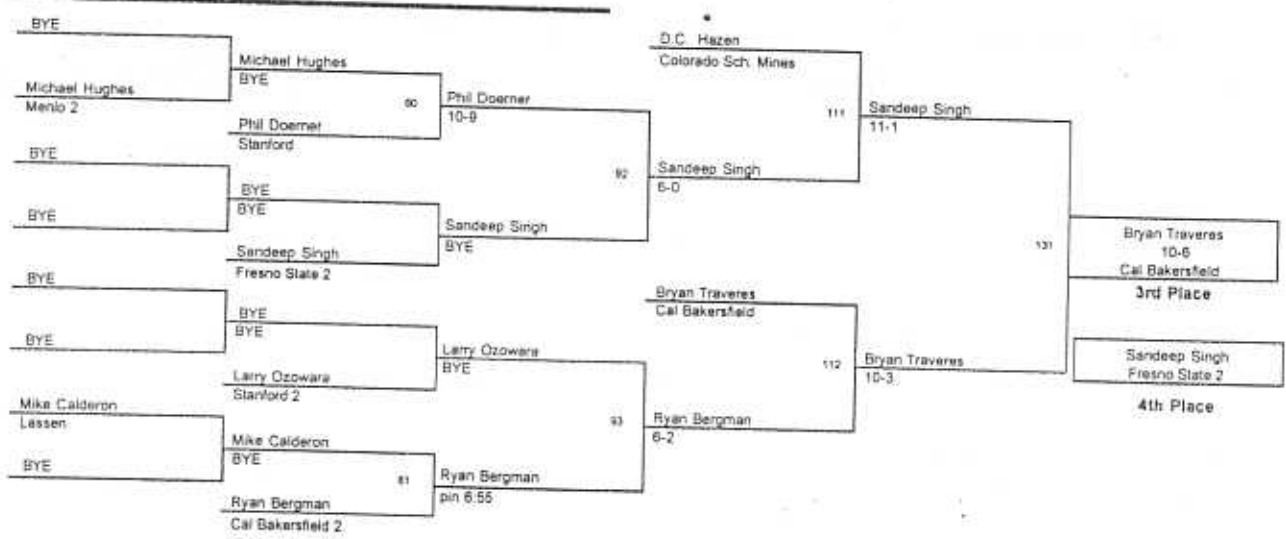 BYE
Michael Hughes
Menlo 2
BYE
BYE
BYE
BYE
Mike Calderon
Lassen
BYE
Michael Hughes
BYE
80
Phil Doernet
Stanford
BYE
BYE
Sandeep Singh
Fresno State 2
BYE
BYE
Larry Ozowara
Stanford 2
Mike Calderon
BYE
81
Ryan Bergman
Cal Bakersfield 2
Phil Doerner
10-9
92
Sandeep Singh
BYE
Larry Ozowara
BYE
93
Ryan Bergman
pin 6:55
D.C. Hazen
Colorado Sch. Mines
111
Sandeep Singh
6-0
Bryan Traveres
Cal Bakersfield
112
Ryan Bergman
6-2
Sandeep Singh
11-1
131
Bryan Traveres
10-3
Bryan Traveres
10-6
Cal Bakersfield
3rd Place
Sandeep Singh
Fresno State 2
4th Place